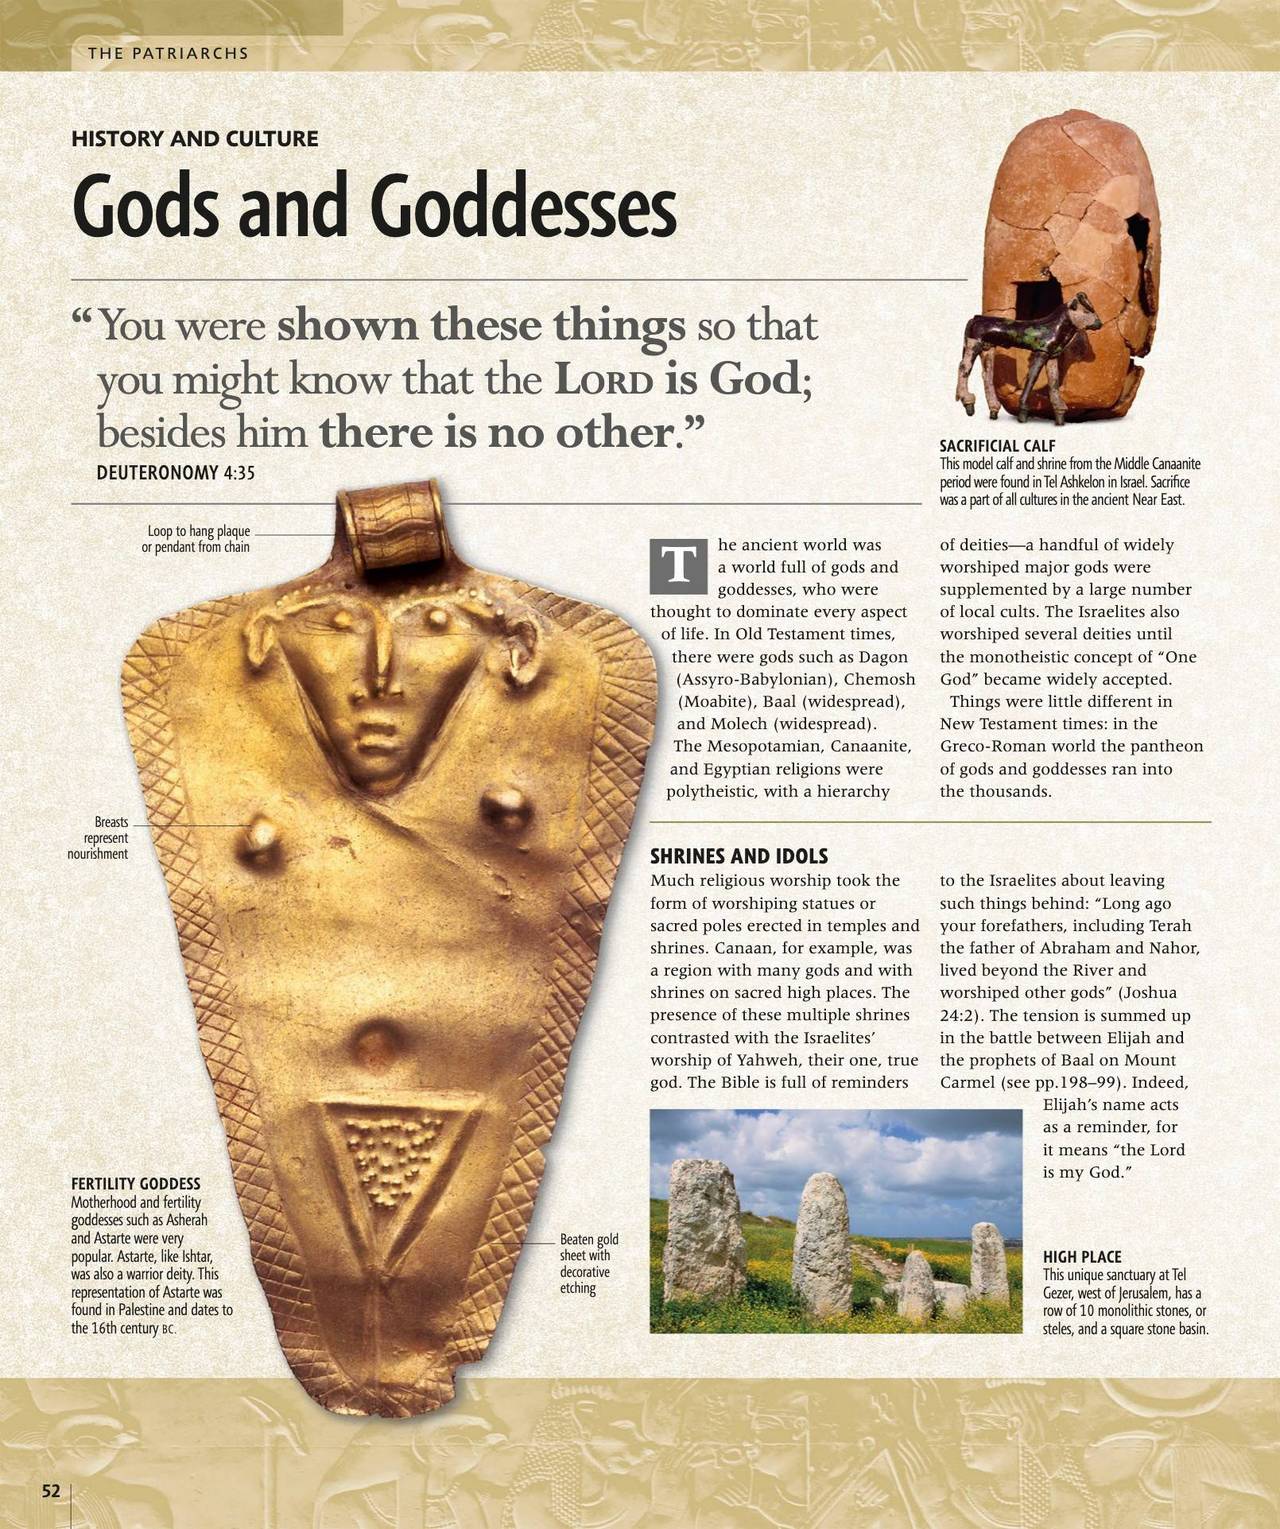 THE PATRIARCHS
HISTORY AND CULTURE
Gods and Goddesses
“You were shown these things so that
you might know that the LORD is God;
besides him there is no other.”
DEUTERONOMY 4:35
SACRIFICIAL CALF
This model calf and shrine from the Middle Canaanite
period were found in Tel Ashkelon in Israel. Sacrifice
was a part of all cultures in the ancient Near East.
Loop to hang plaque
or pendant from chain
Breasts
represent
nourishment
FERTILITY GODDESS
Motherhood and fertility
goddesses such as Asherah
and Astarte were very
popular. Astarte, like Ishtar,
was also a warrior deity. This
representation of Astarte was
found in Palestine and dates to
the 16th century BC.
Beaten gold
sheet with
decorative
etching
The ancient world was
a world full of gods and
goddesses, who were
thought to dominate every aspect
of life. In Old Testament times,
there were gods such as Dagon
(Assyro-Babylonian), Chemosh
(Moabite), Baal (widespread),
and Molech (widespread).
The Mesopotamian, Canaanite,
and Egyptian religions were
polytheistic, with a hierarchy
of deities—a handful of widely
worshiped major gods were
supplemented by a large number
of local cults. The Israelites also
worshiped several deities until
the monotheistic concept of “One
God” became widely accepted.
Things were little different in
New Testament times: in the
Greco-Roman world the pantheon
of gods and goddesses ran into
the thousands.
SHRINES AND IDOLS
Much religious worship took the
form of worshiping statues or
sacred poles erected in temples and
shrines. Canaan, for example, was
a region with many gods and with
shrines on sacred high places. The
presence of these multiple shrines
contrasted with the Israelites’
worship of Yahweh, their one, true
god. The Bible is full of reminders
to the Israelites about leaving
such things behind: “Long ago
your forefathers, including Terah
the father of Abraham and Nahor,
lived beyond the River and
worshiped other gods” (Joshua
24:2). The tension is summed up
in the battle between Elijah and
the prophets of Baal on Mount
Carmel (see pp.198–99). Indeed,
Elijah’s name acts
as a reminder, for
it means “the Lord
is my God.”
HIGH PLACE
This unique sanctuary at Tel
Gezer, west of Jerusalem, has a
row of 10 monolithic stones, or
steles, and a square stone basin.
52